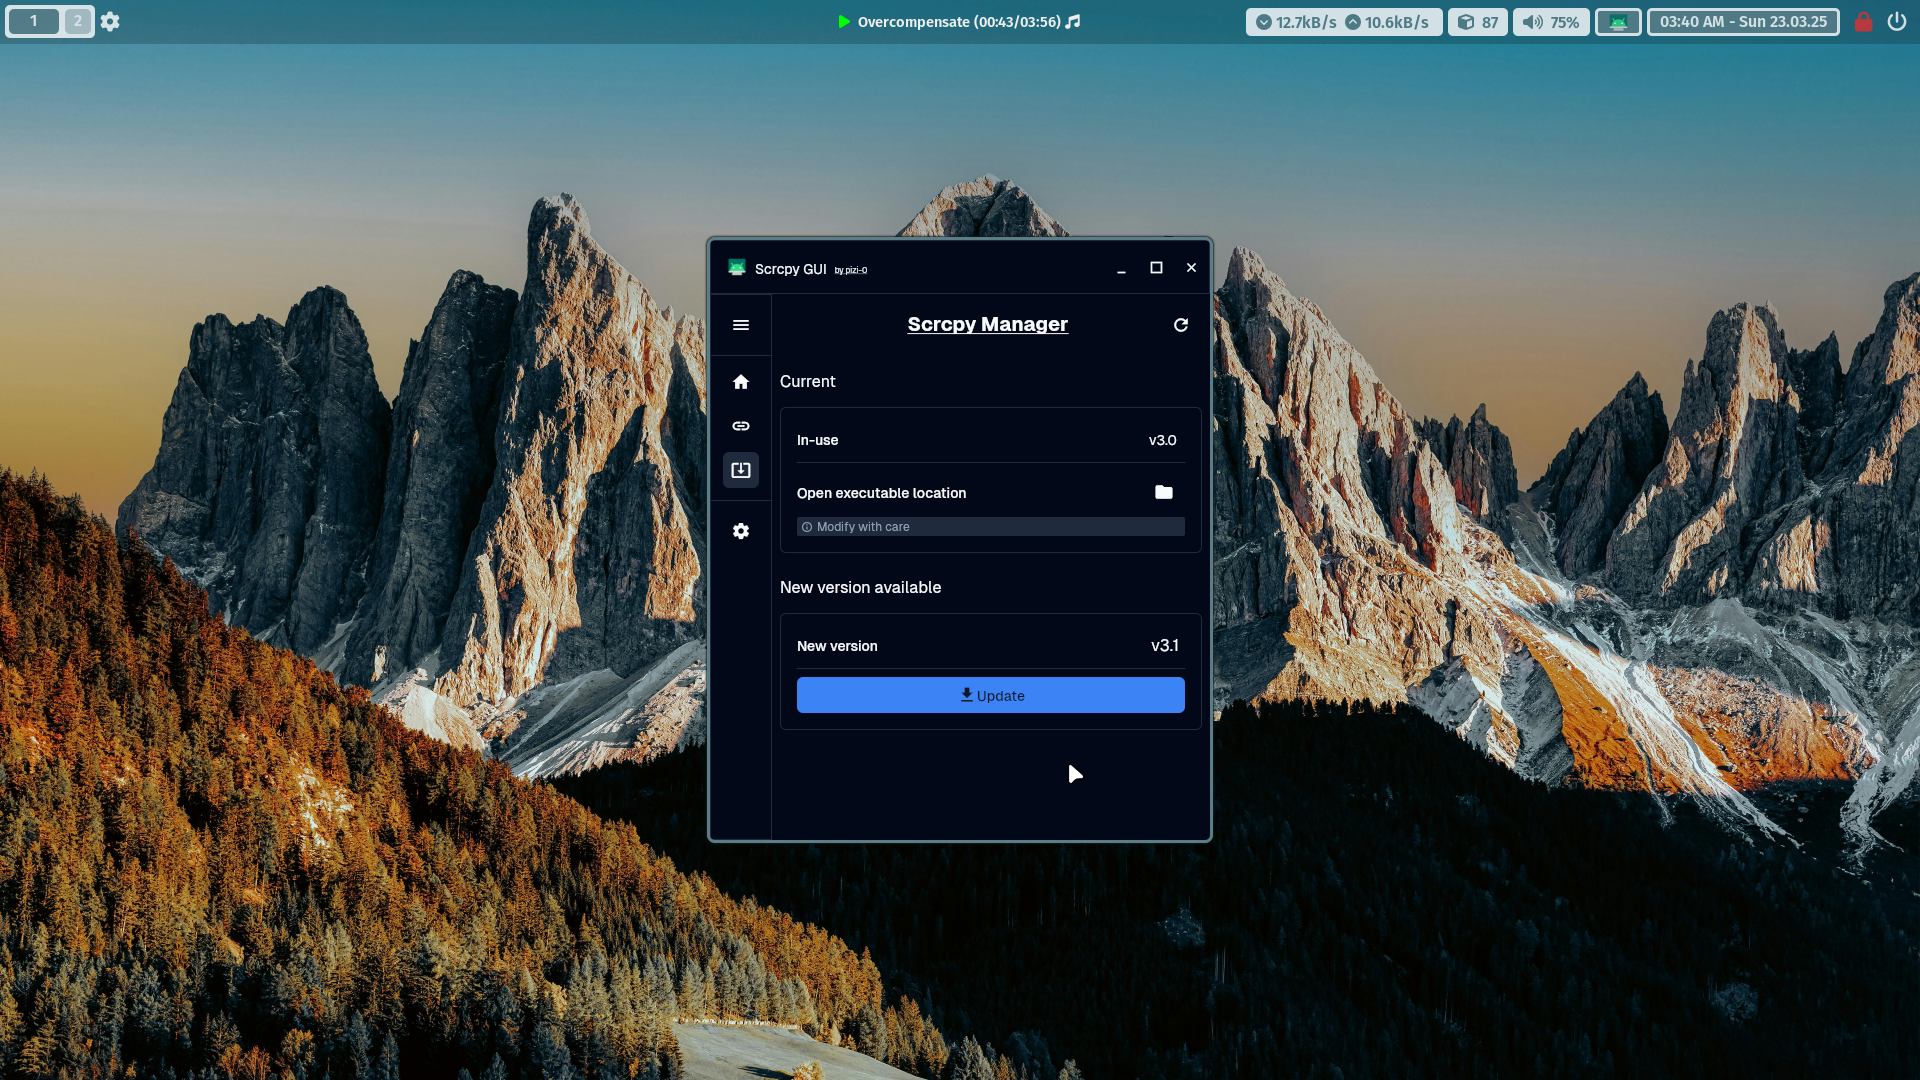 1 2
Overcompensate (00:43/03:56)
12.7kB/s 10.6kB/s 87 75% 03:40 AM - Sun 23.03.25
Scrcpy GUI by pizi-0
Scrcpy Manager
Current
In-use v3.0
Open executable location
Modify with care
New version available
New version v3.1
Update